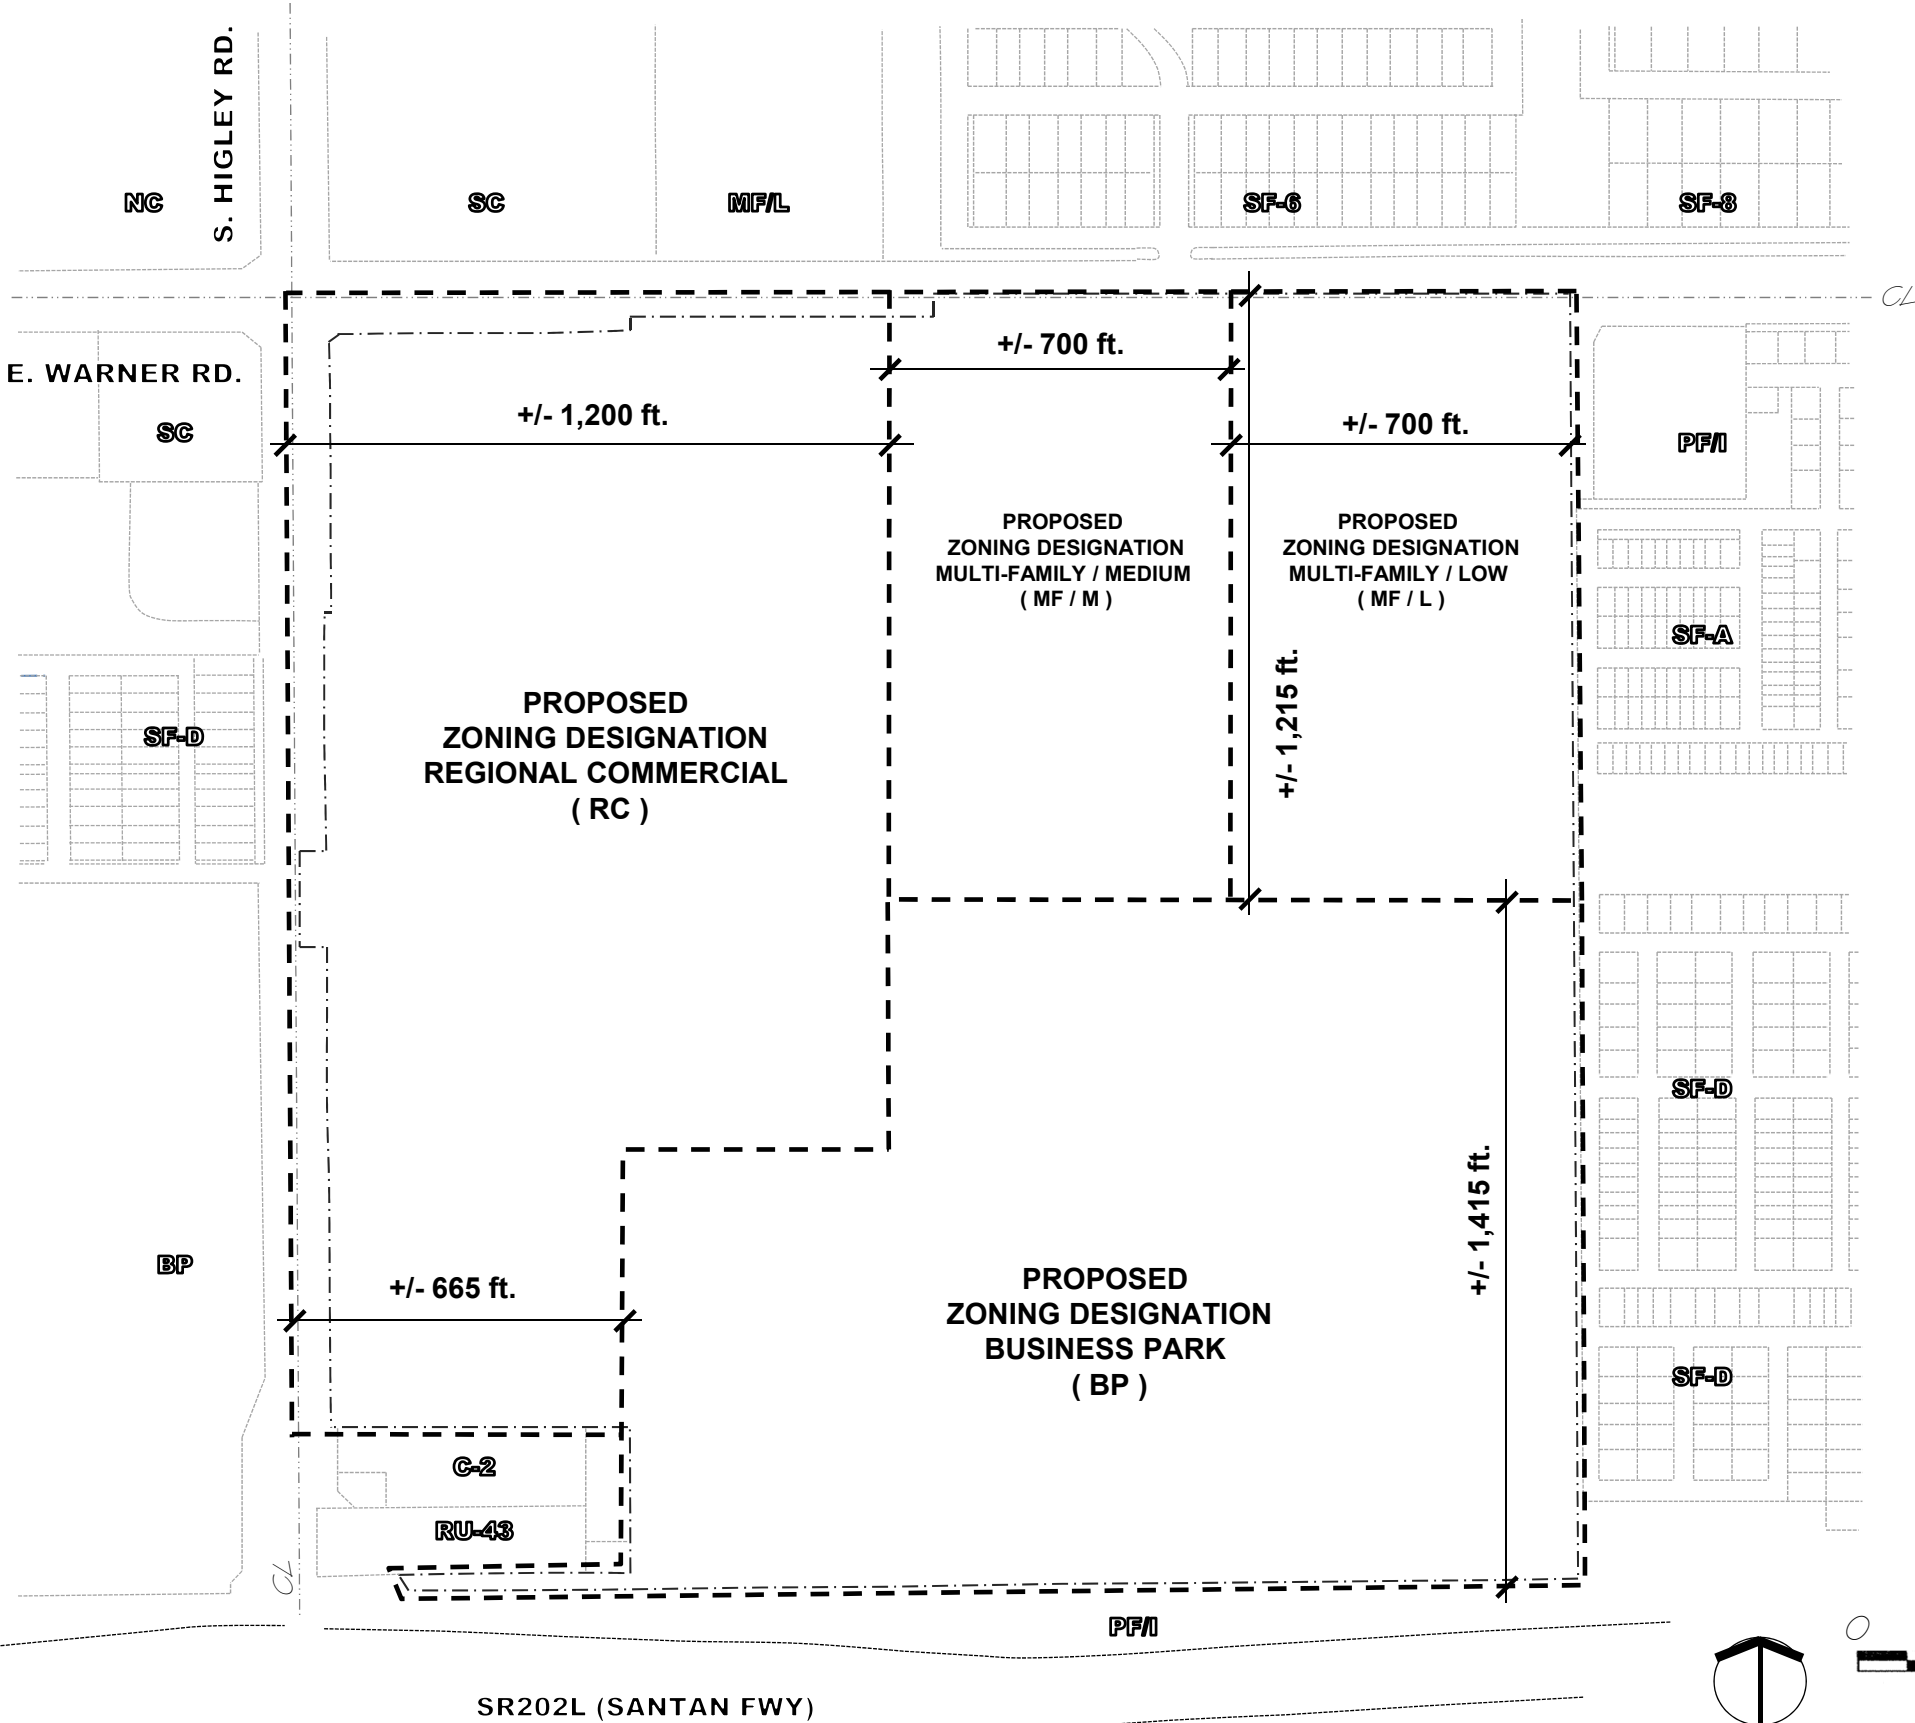 S. HIGLEY RD.
NC
SC
MF/L
SF-6
SF-8
CL
E. WARNER RD.
+/- 700 ft.
+/- 1,200 ft.
+/- 700 ft.
SC
PF/I
PROPOSED
ZONING DESIGNATION
MULTI-FAMILY / MEDIUM
( MF / M )
PROPOSED
ZONING DESIGNATION
MULTI-FAMILY / LOW
( MF / L )
SF-A
+/- 1,215 ft.
PROPOSED
ZONING DESIGNATION
REGIONAL COMMERCIAL
( RC )
SF-D
SF-D
+/- 1,415 ft.
BP
+/- 665 ft.
PROPOSED
ZONING DESIGNATION
BUSINESS PARK
( BP )
SF-D
C-2
RU-43
CL
PF/I
0
SR202L (SANTAN FWY)